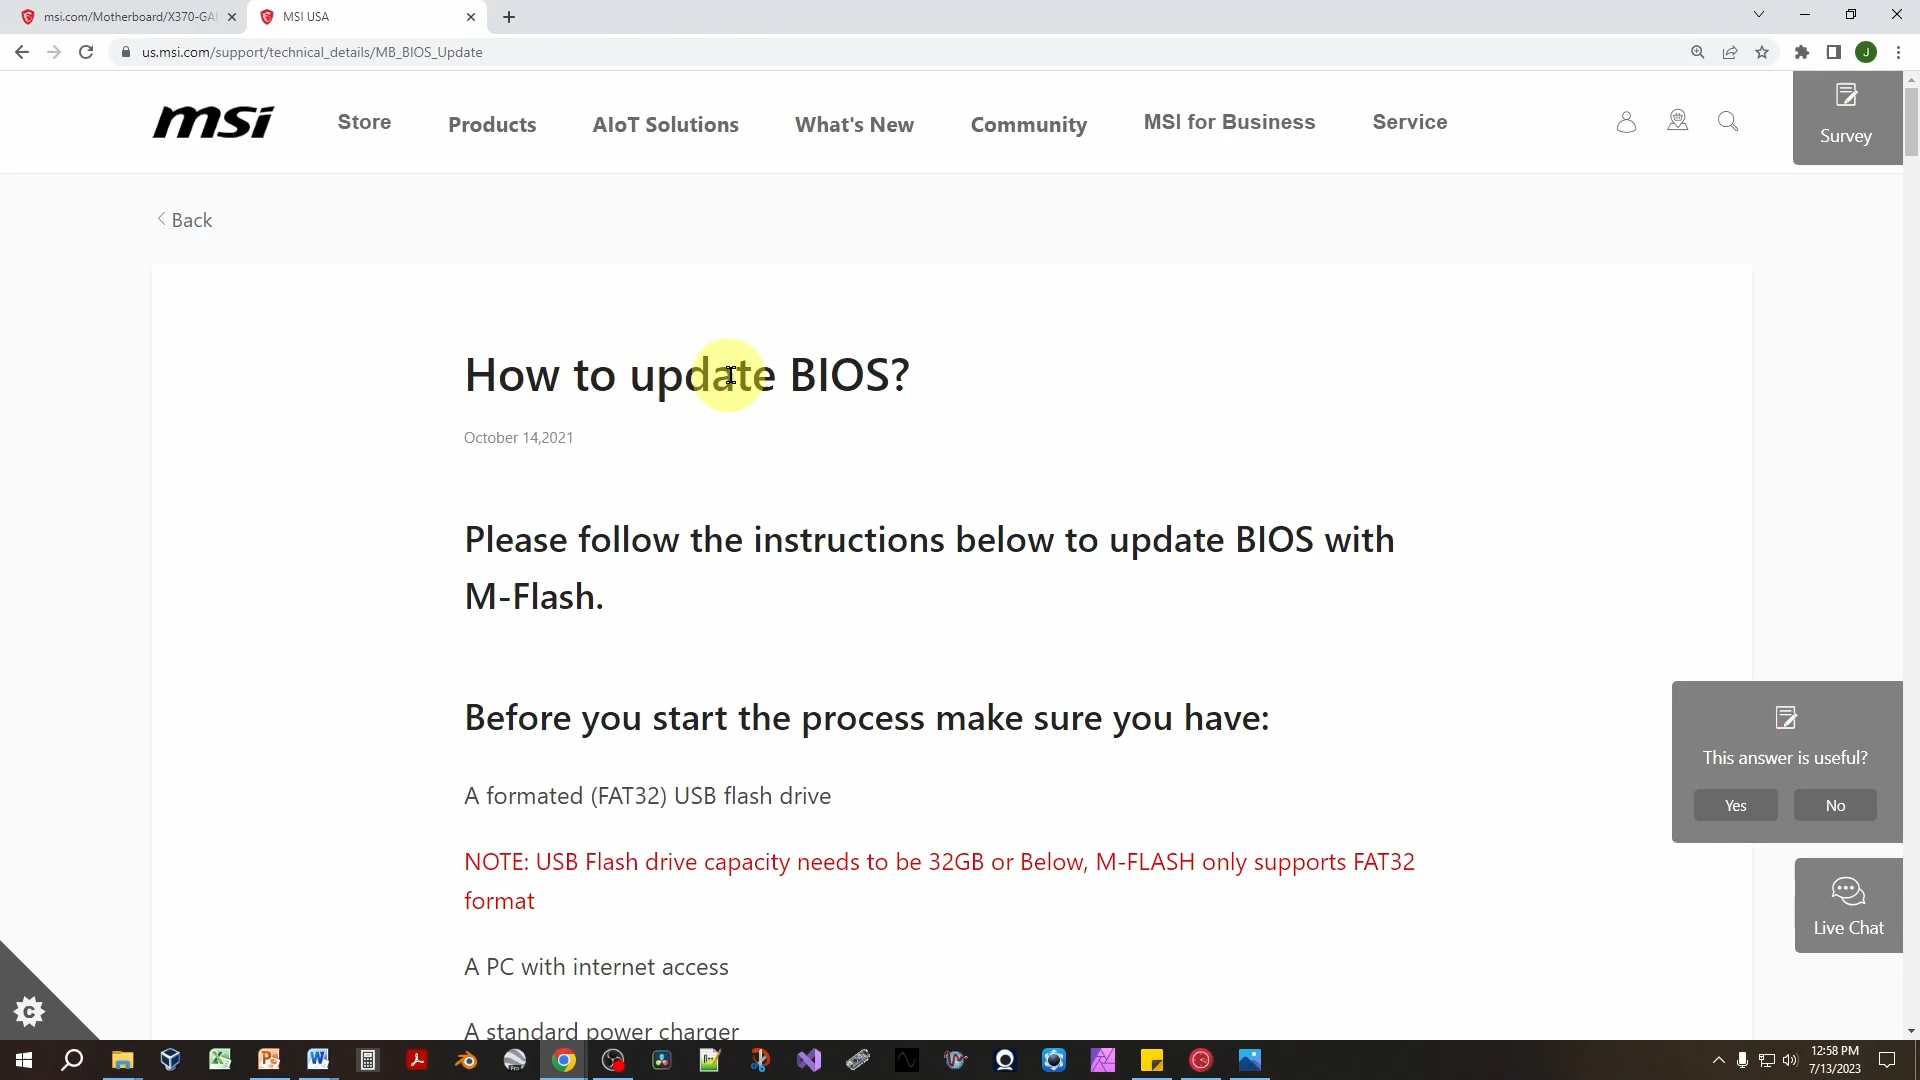 msi.com/Motherboard/X370-GA
MSI USA
us.msi.com/support/technical_details/MB_BIOS_Update
J
msi
Store
Products
AIoT Solutions
What's New
Community
MSI for Business
Service
Survey
Back
How to update BIOS?
October 14,2021
Please follow the instructions below to update BIOS with
M-Flash.
Before you start the process make sure you have:
A formated (FAT32) USB flash drive
NOTE: USB Flash drive capacity needs to be 32GB or Below, M-FLASH only supports FAT32
format
A PC with internet access
A standard power charger
This answer is useful?
Yes
No
Live Chat
12:58 PM
7/13/2023